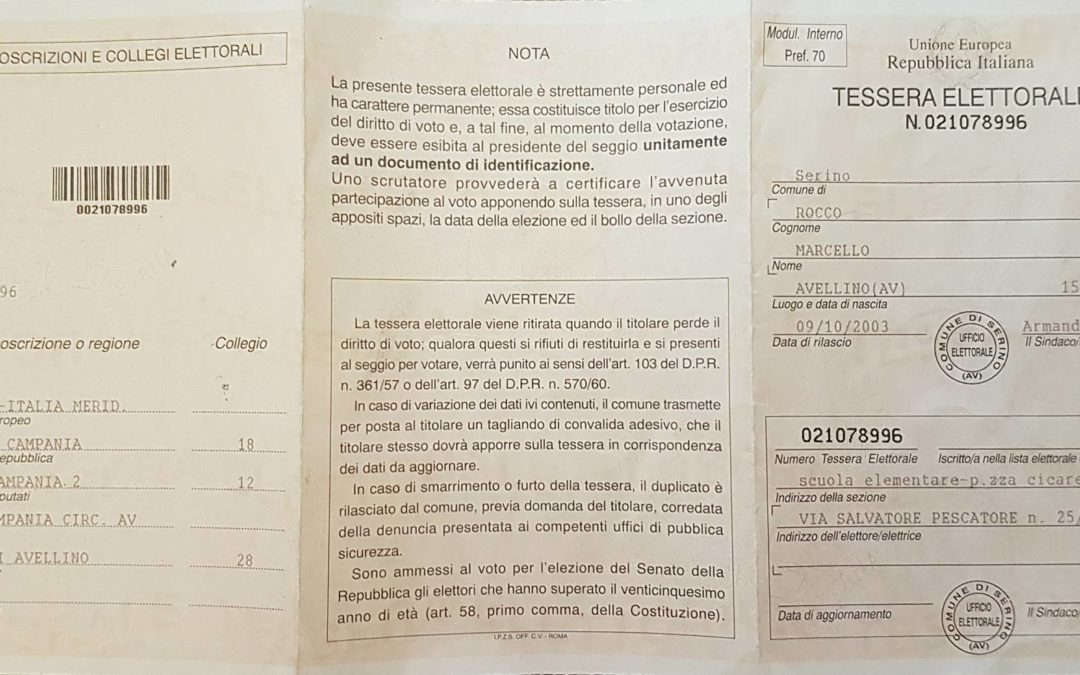 OSCRIZIONI E COLLEGI ELETTORALI
0021078996
96
oscrizione o regione
Collegio
-ITALIA MERID.
ropeo
CAMPANIA 18
epubblica
AMPANIA 2 12
putati
MPANIA CIRC. AV
I AVELLINO 28
NOTA
La presente tessera elettorale è strettamente personale ed
ha carattere permanente; essa costituisce titolo per l'esercizio
del diritto di voto e, a tal fine, al momento della votazione,
deve essere esibita al presidente del seggio unitamente
ad un documento di identificazione.
Uno scrutatore provvederà a certificare l'avvenuta
partecipazione al voto apponendo sulla tessera, in uno degli
appositi spazi, la data della elezione ed il bollo della sezione.
AVVERTENZE
La tessera elettorale viene ritirata quando il titolare perde il
diritto di voto; qualora questi si rifiuti di restituirla e si presenti
al seggio per votare, verrà punito ai sensi dell'art. 103 del D.P.R.
n. 361/57 o dell'art. 97 del D.P.R. n. 570/60.
In caso di variazione dei dati ivi contenuti, il comune trasmette
per posta al titolare un tagliando di convalida adesivo, che il
titolare stesso dovrà apporre sulla tessera in corrispondenza
dei dati da aggiornare.
In caso di smarrimento o furto della tessera, il duplicato è
rilasciato dal comune, previa domanda del titolare, corredata
della denuncia presentata ai competenti uffici di pubblica
sicurezza.
Sono ammessi al voto per l'elezione del Senato della
Repubblica gli elettori che hanno superato il venticinquesimo
anno di età (art. 58, primo comma, della Costituzione).
I.P.Z.S. OFF. C.V. - ROMA
Modul. Interno
Pref. 70
Unione Europea
Repubblica Italiana
TESSERA ELETTORALE
N. 021078996
Serino
Comune di
ROCCO
Cognome
MARCELLO
Nome
AVELLINO(AV) 15
Luogo e data di nascita
09/10/2003
Data di rilascio
COMUNE DI SERINO
UFFICIO
ELETTORALE
(AV)
Armand
Il Sindaco/
021078996
Numero Tessera Elettorale
Iscritto/a nella lista elettorale
scuola elementare-p.zza cicare
Indirizzo della sezione
VIA SALVATORE PESCATORE n. 25/
Indirizzo dell'elettore/elettrice
Data di aggiornamento
COMUNE DI SERINO
UFFICIO
ELETTORALE
(AV)
Il Sindaco/